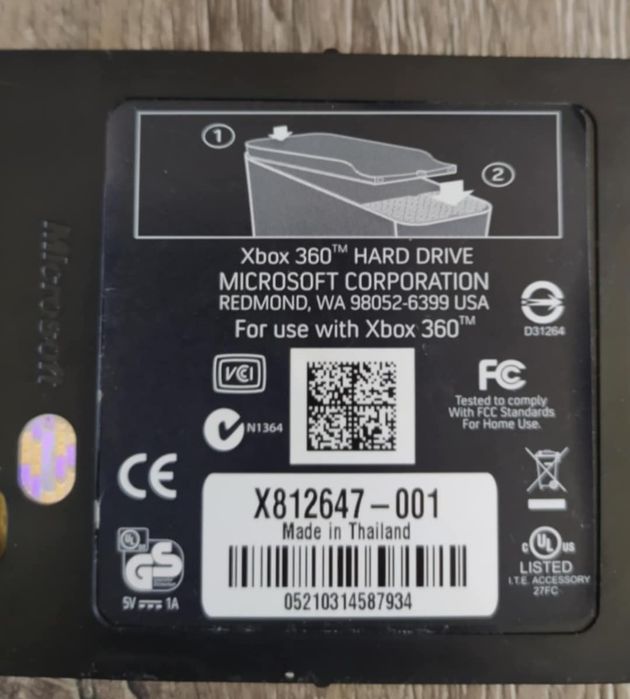 1
2
Xbox 360™ HARD DRIVE
MICROSOFT CORPORATION
REDMOND, WA 98052-6399 USA
For use with Xbox 360™
D31264
Microsoft
VCI
N1364
FC
Tested to comply
With FCC Standards
For Home Use.
CE
X812647-001
Made in Thailand
05210314587934
UL
GS
5V 1A
c UL us
LISTED
I.T.E. ACCESSORY
27FC